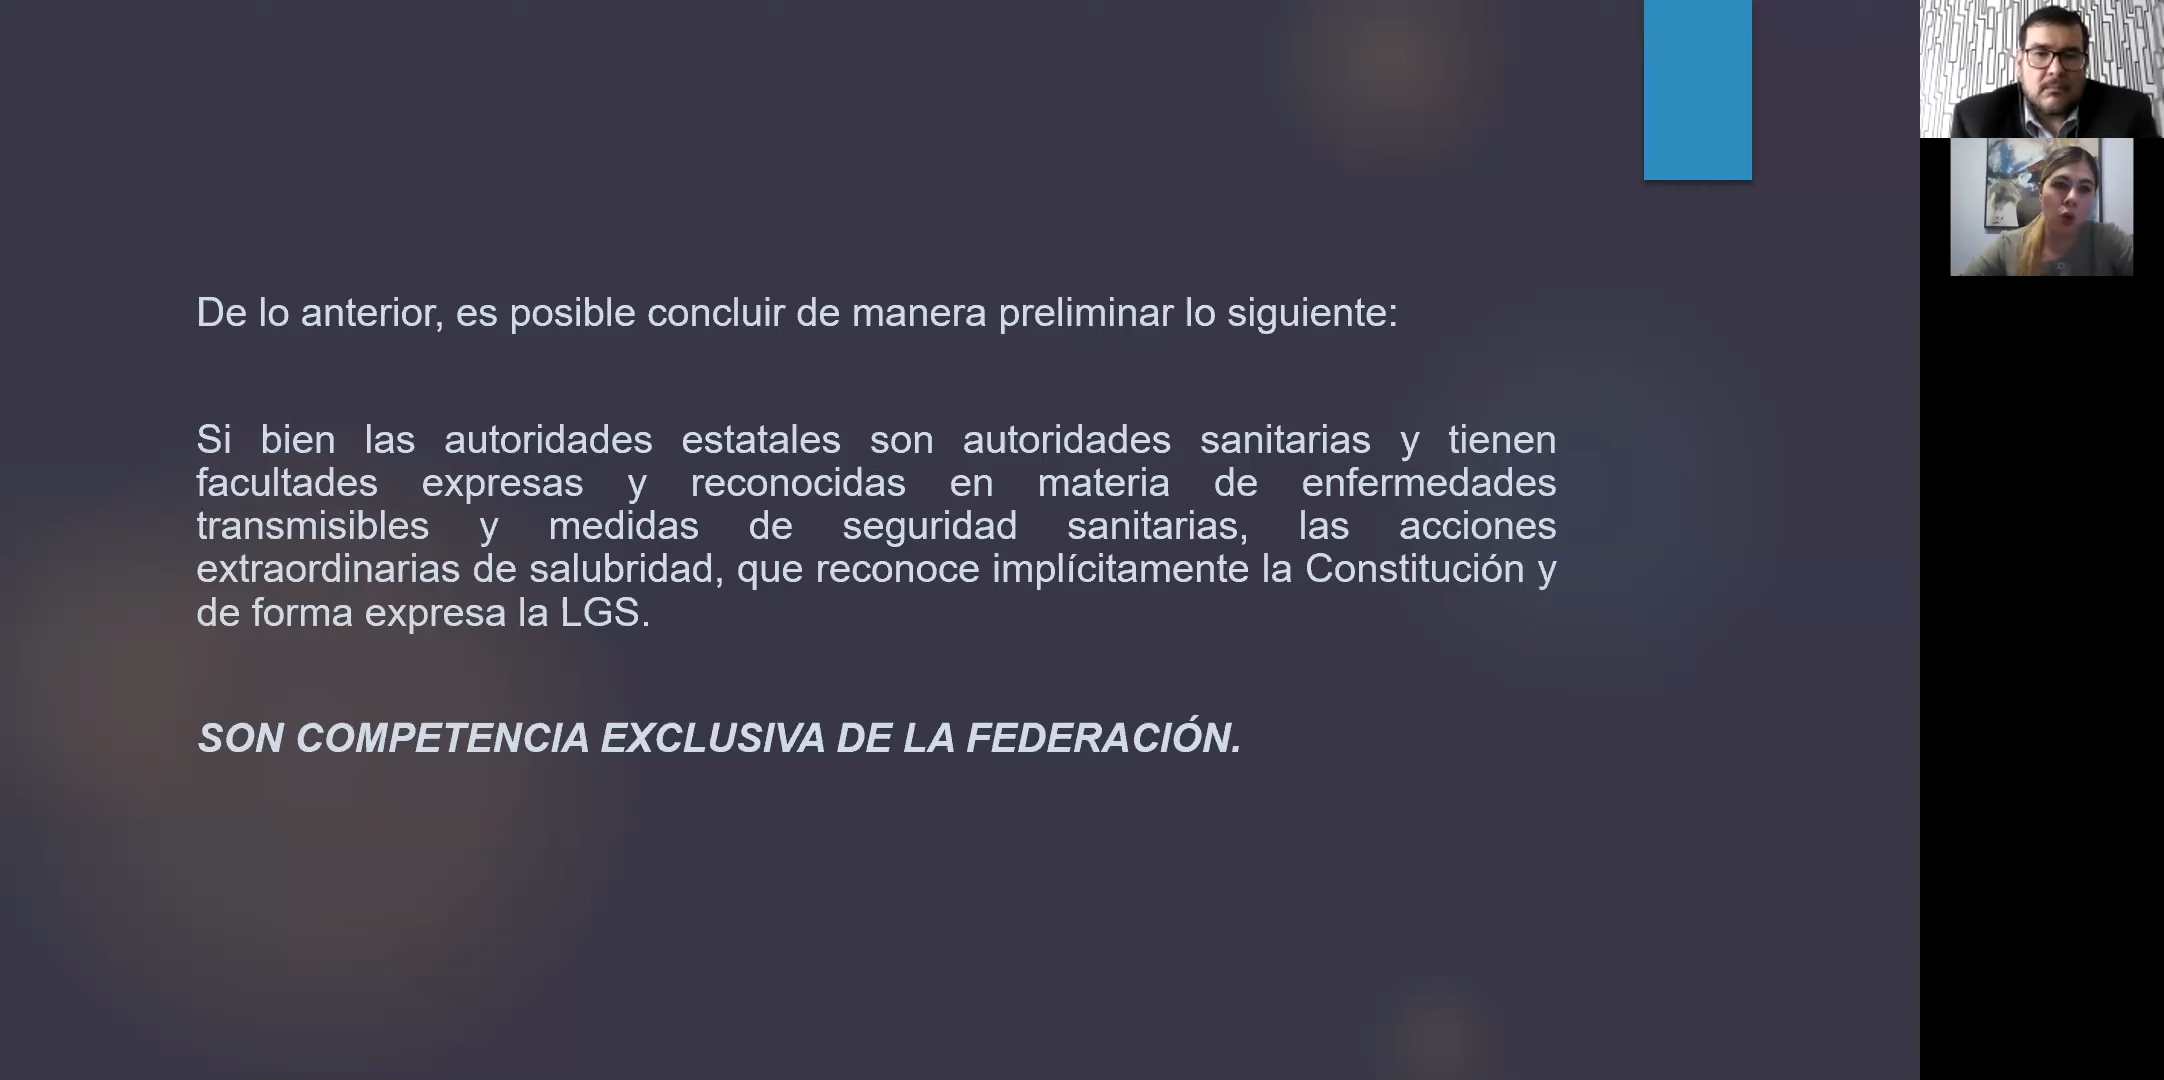 De lo anterior, es posible concluir de manera preliminar lo siguiente:
Si bien las autoridades estatales son autoridades sanitarias y tienen
facultades expresas y reconocidas en materia de enfermedades
transmisibles y medidas de seguridad sanitarias, las acciones
extraordinarias de salubridad, que reconoce implícitamente la Constitución y
de forma expresa la LGS.
SON COMPETENCIA EXCLUSIVA DE LA FEDERACIÓN.